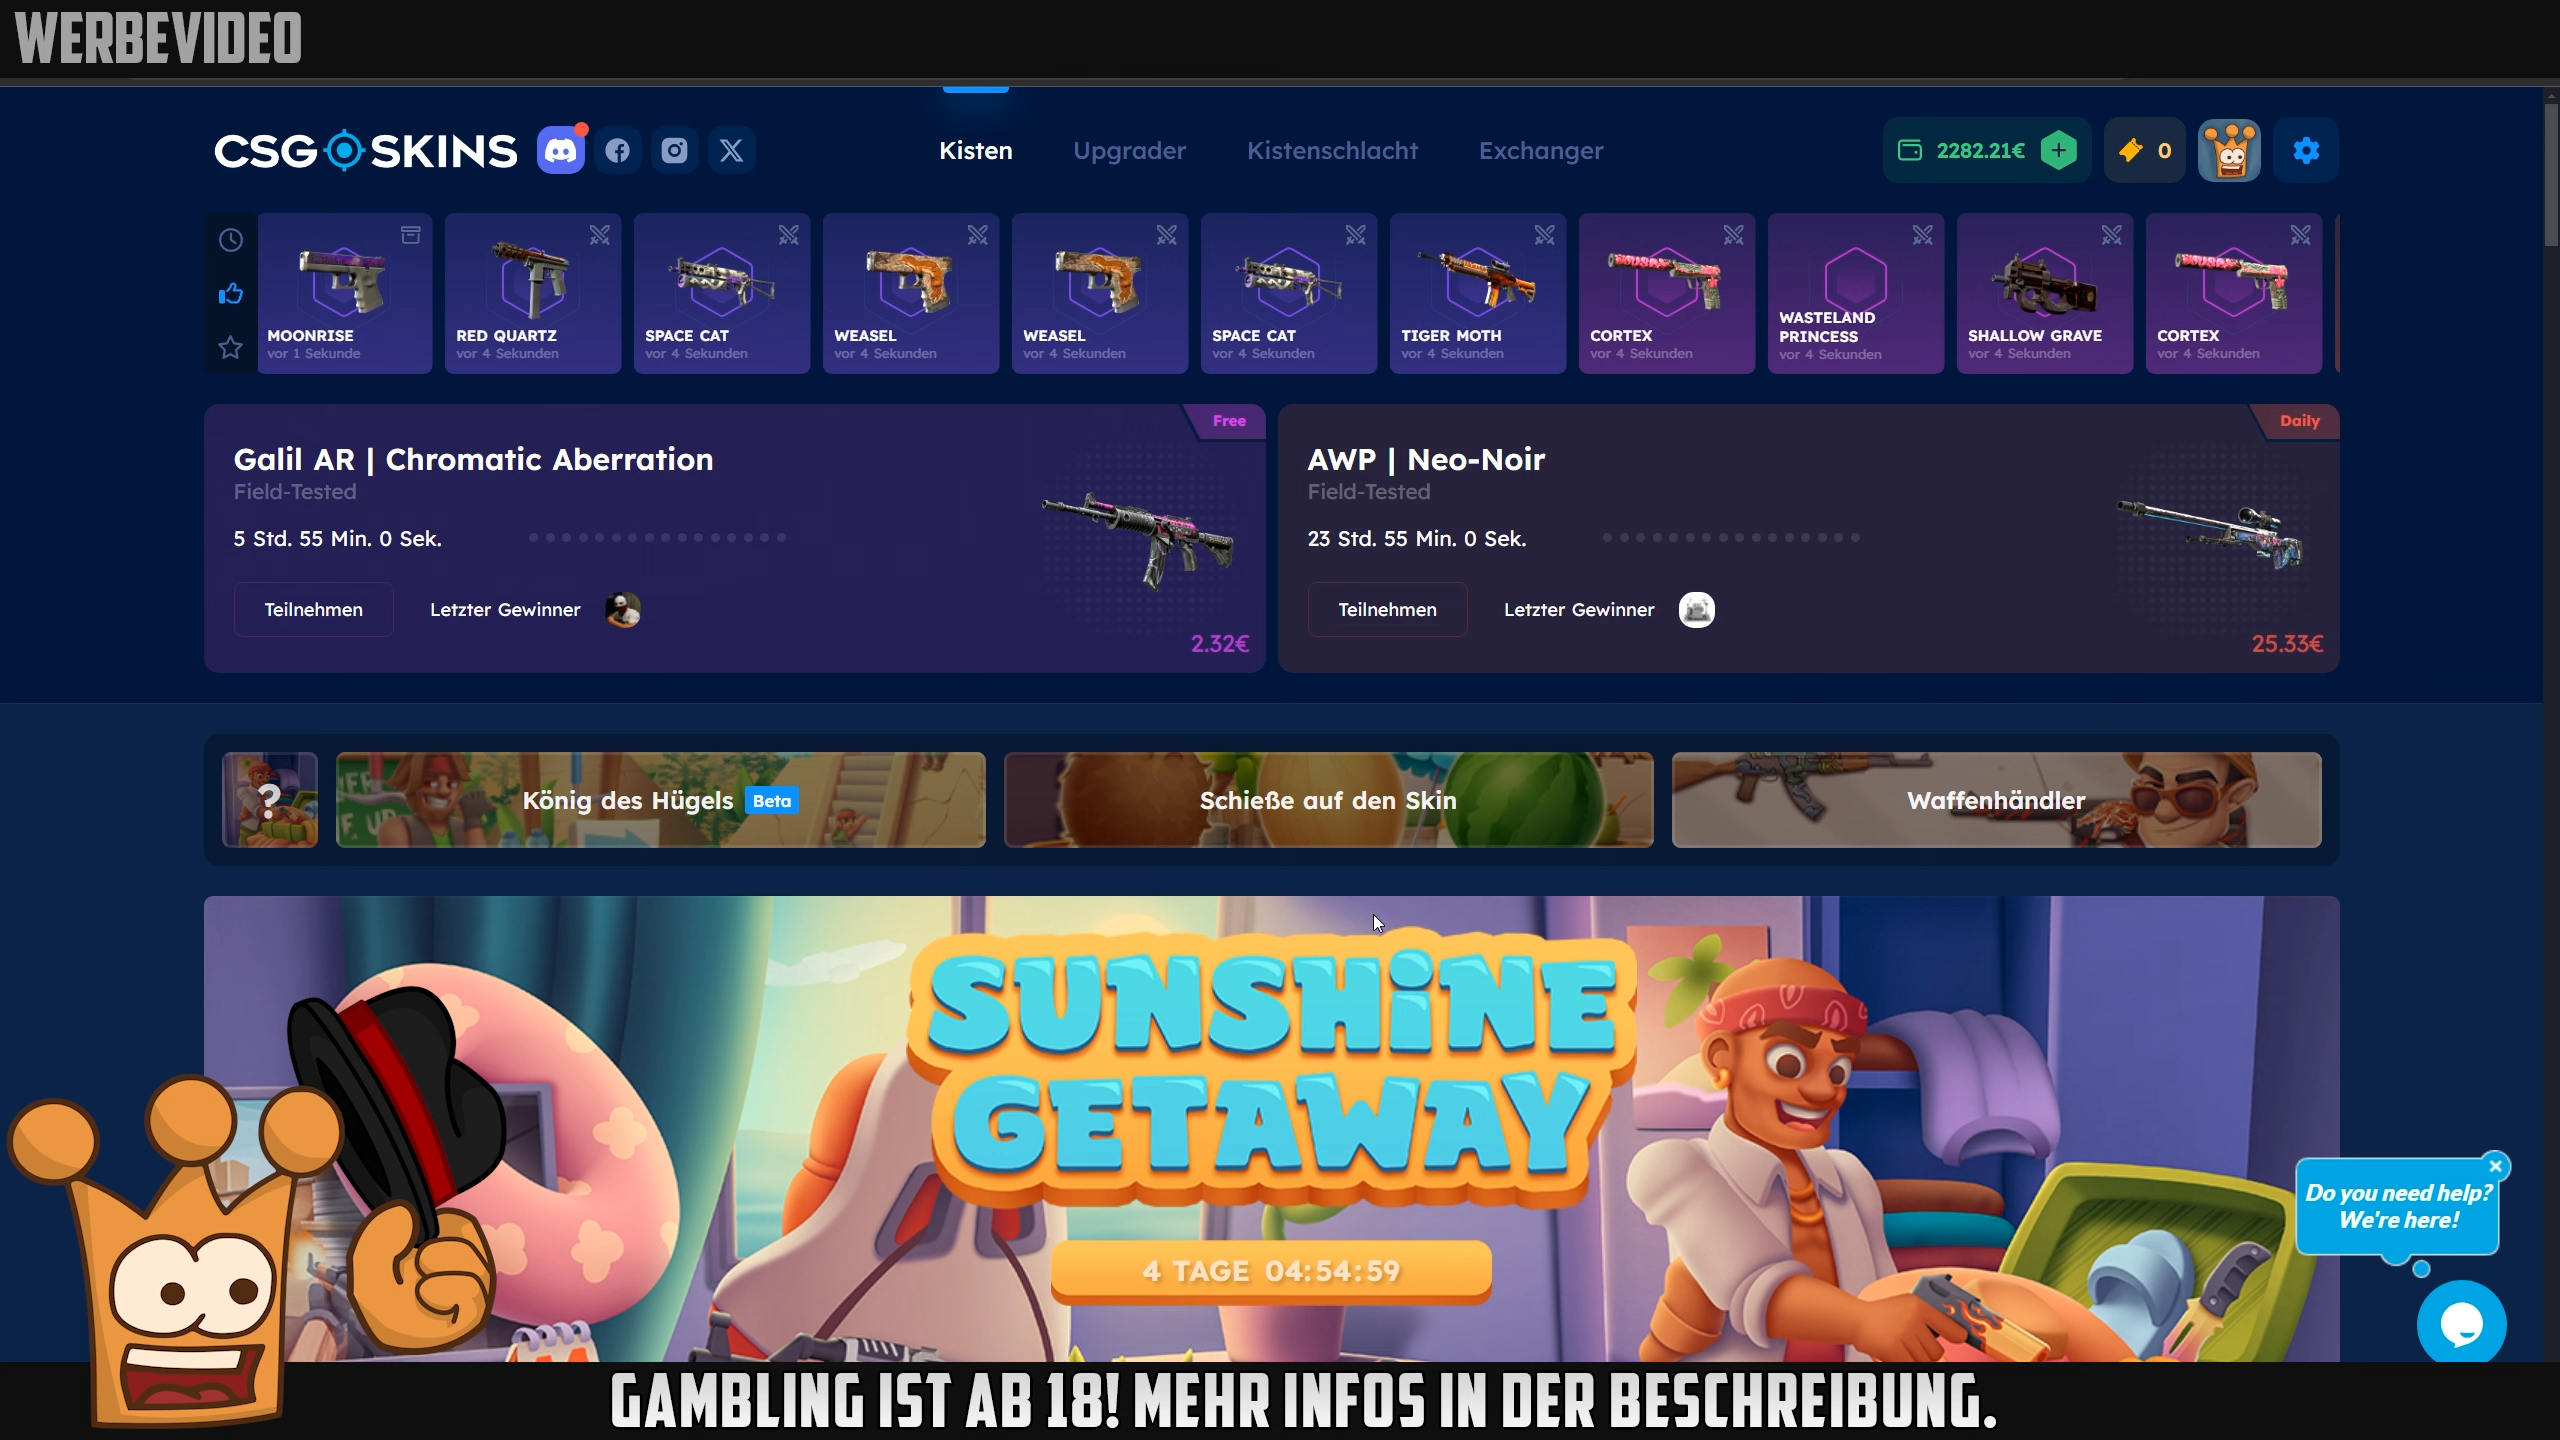 WERBEVIDEO
CSGOSKINS
Kisten
Upgrader
Kistenschlacht
Exchanger
2282.21€
0
MOONRISE
vor 1 Sekunde
RED QUARTZ
vor 4 Sekunden
SPACE CAT
vor 4 Sekunden
WEASEL
vor 4 Sekunden
WEASEL
vor 4 Sekunden
SPACE CAT
vor 4 Sekunden
TIGER MOTH
vor 4 Sekunden
CORTEX
vor 4 Sekunden
WASTELAND
PRINCESS
vor 4 Sekunden
SHALLOW GRAVE
vor 4 Sekunden
CORTEX
vor 4 Sekunden
Free
Galil AR | Chromatic Aberration
Field-Tested
5 Std. 55 Min. 0 Sek.
Teilnehmen
Letzter Gewinner
2.32€
Daily
AWP | Neo-Noir
Field-Tested
23 Std. 55 Min. 0 Sek.
Teilnehmen
Letzter Gewinner
25.33€
?
König des Hügels Beta
Schieße auf den Skin
Waffenhändler
SUNSHINE
GETAWAY
4 TAGE 04:54:59
Do you need help?
We're here!
GAMBLING IST AB 18! MEHR INFOS IN DER BESCHREIBUNG.